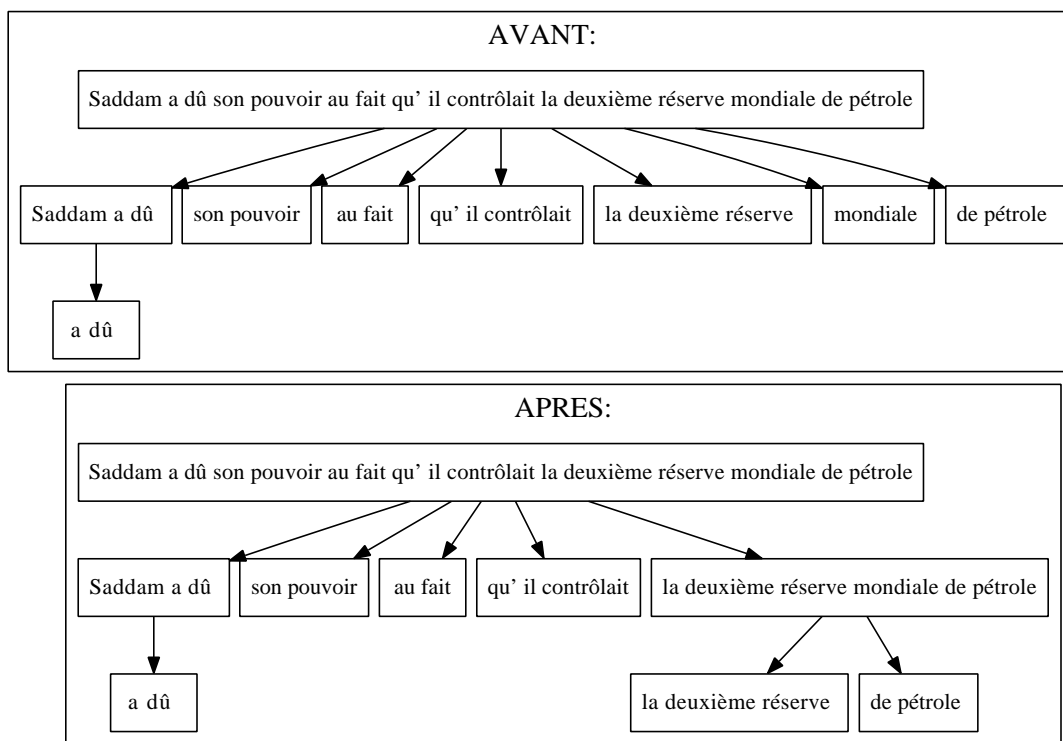 AVANT:
Saddam a dû son pouvoir au fait qu’ il contrôlait la deuxième réserve mondiale de pétrole
Saddam a dû
son pouvoir
au fait
qu’ il contrôlait
la deuxième réserve
mondiale
de pétrole
a dû
APRES:
Saddam a dû son pouvoir au fait qu’ il contrôlait la deuxième réserve mondiale de pétrole
Saddam a dû
son pouvoir
au fait
qu’ il contrôlait
la deuxième réserve mondiale de pétrole
a dû
la deuxième réserve
de pétrole